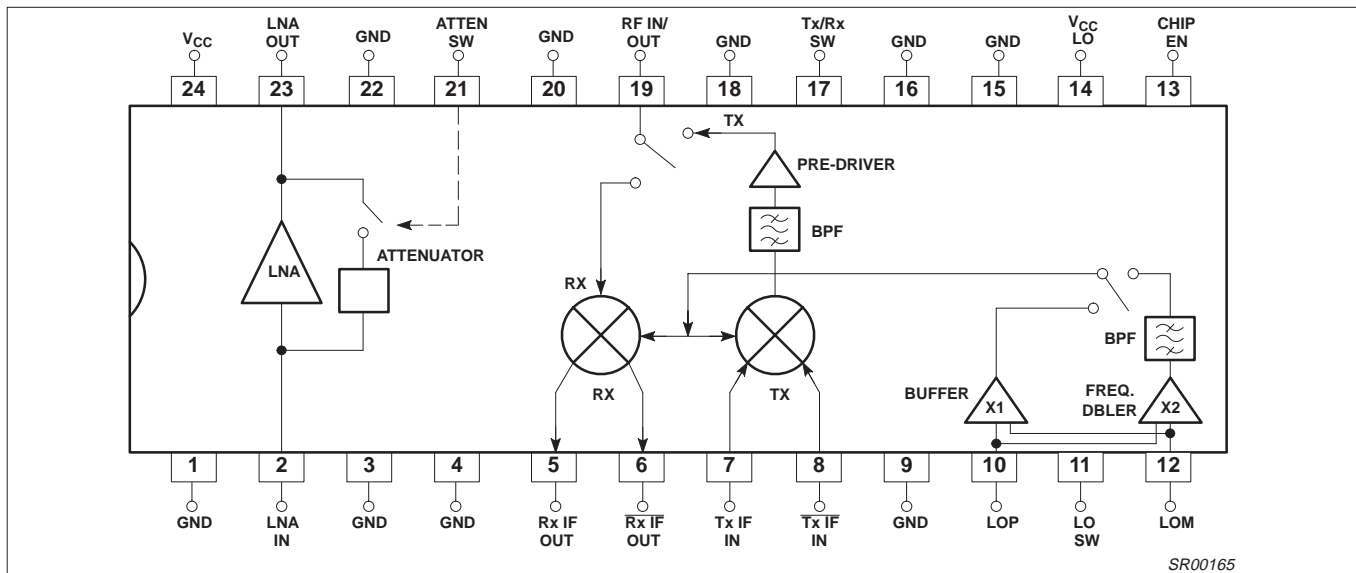 VCC
LNA OUT
GND
ATTEN SW
GND
RF IN/ OUT
GND
Tx/Rx SW
GND
GND
VCC LO
CHIP EN
24
23
22
21
20
19
18
17
16
15
14
13
TX
PRE-DRIVER
BPF
LNA
ATTENUATOR
RX
BPF
RX
TX
BUFFER
X1
FREQ. DBLER
X2
1
2
3
4
5
6
7
8
9
10
11
12
GND
LNA IN
GND
GND
Rx IF OUT
Rx IF OUT
Tx IF IN
Tx IF IN
GND
LOP
LO SW
LOM
SR00165